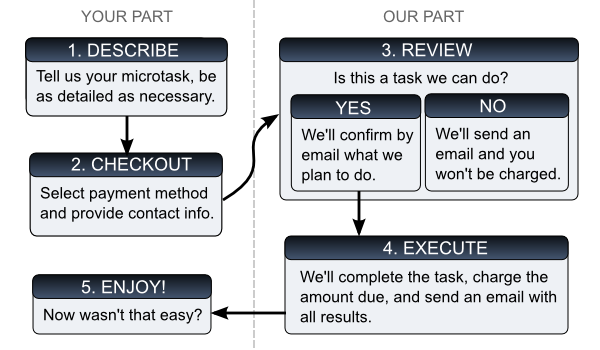 YOUR PART
OUR PART
1. DESCRIBE
Tell us your microtask, be
as detailed as necessary.
2. CHECKOUT
Select payment method
and provide contact info.
3. REVIEW
Is this a task we can do?
YES
We'll confirm by
email what we
plan to do.
NO
We'll send an
email and you
won't be charged.
4. EXECUTE
We'll complete the task, charge the
amount due, and send an email with
all results.
5. ENJOY!
Now wasn't that easy?